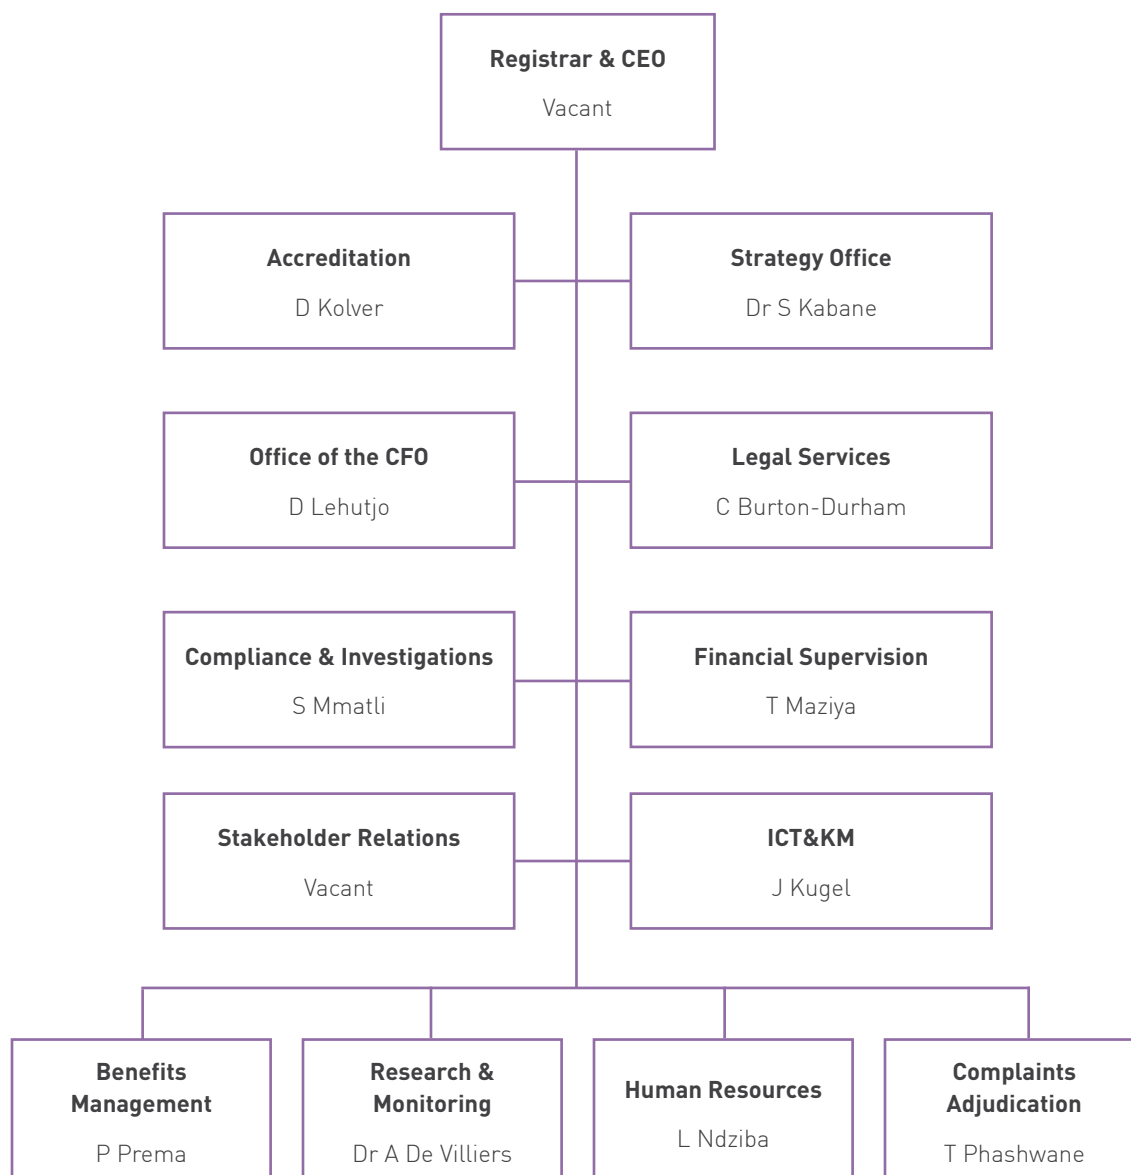 Registrar & CEO
Vacant
Accreditation
D Kolver
Strategy Office
Dr S Kabane
Office of the CFO
D Lehutjo
Legal Services
C Burton-Durham
Compliance & Investigations
S Mmatli
Financial Supervision
T Maziya
Stakeholder Relations
Vacant
ICT&KM
J Kugel
Benefits
Management
P Prema
Research &
Monitoring
Dr A De Villiers
Human Resources
L Ndziba
Complaints
Adjudication
T Phashwane